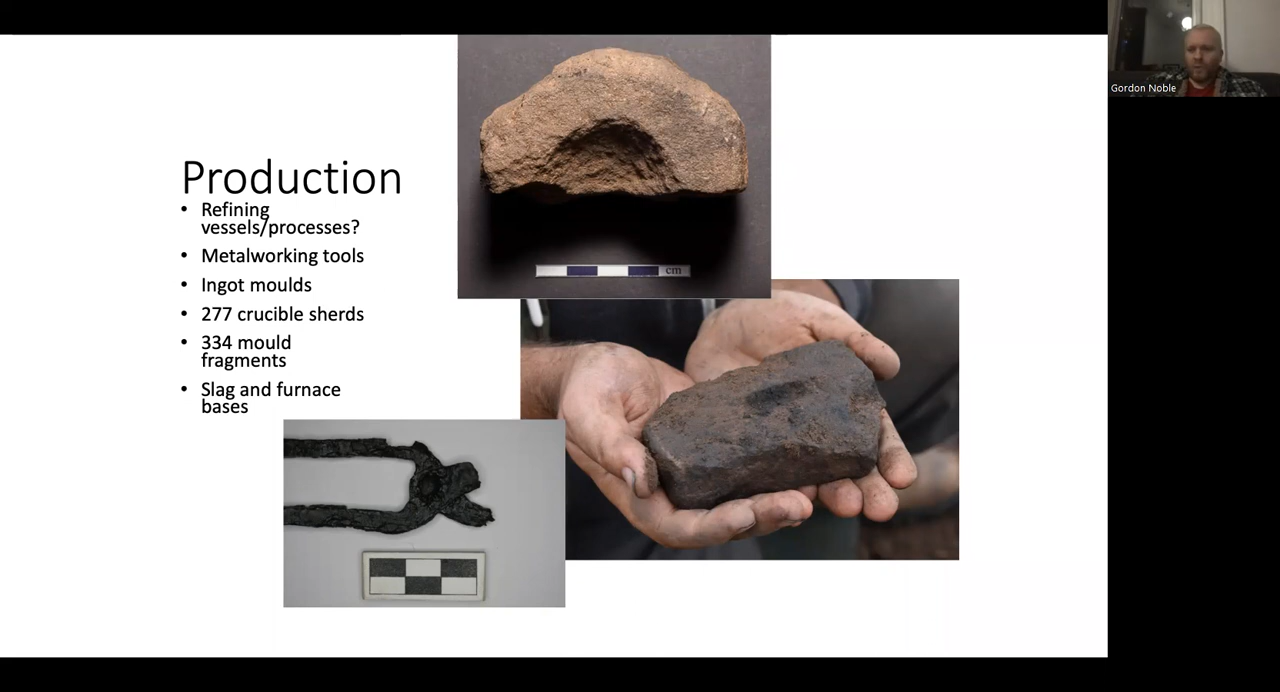 Production
• Refining
vessels/processes?
• Metalworking tools
• Ingot moulds
• 277 crucible sherds
• 334 mould
fragments
• Slag and furnace
bases
cm
Gordon Noble